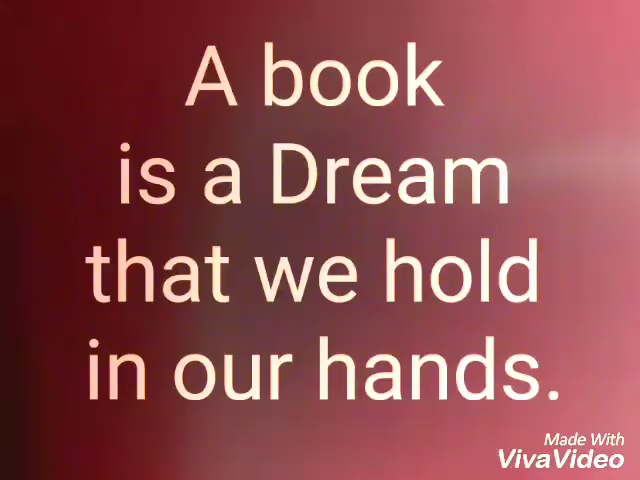 A book
is a Dream
that we hold
in our hands.
Made With
VivaVideo